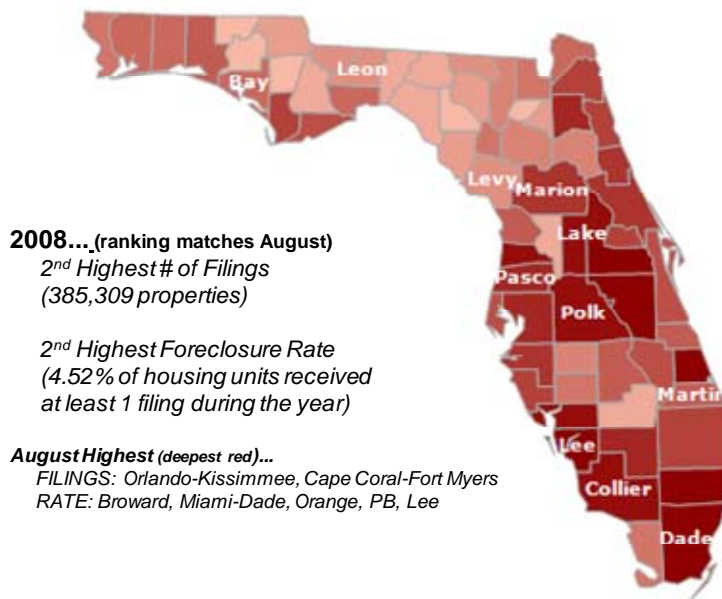 Bay
Leon
Levy
Marion
Lake
Pasco
Polk
Martin
Lee
Collier
Dade
2008... (ranking matches August)
2nd Highest # of Filings
(385,309 properties)
2nd Highest Foreclosure Rate
(4.52% of housing units received
at least 1 filing during the year)
August Highest (deepest red)...
FILINGS: Orlando-Kissimmee, Cape Coral-Fort Myers
RATE: Broward, Miami-Dade, Orange, PB, Lee